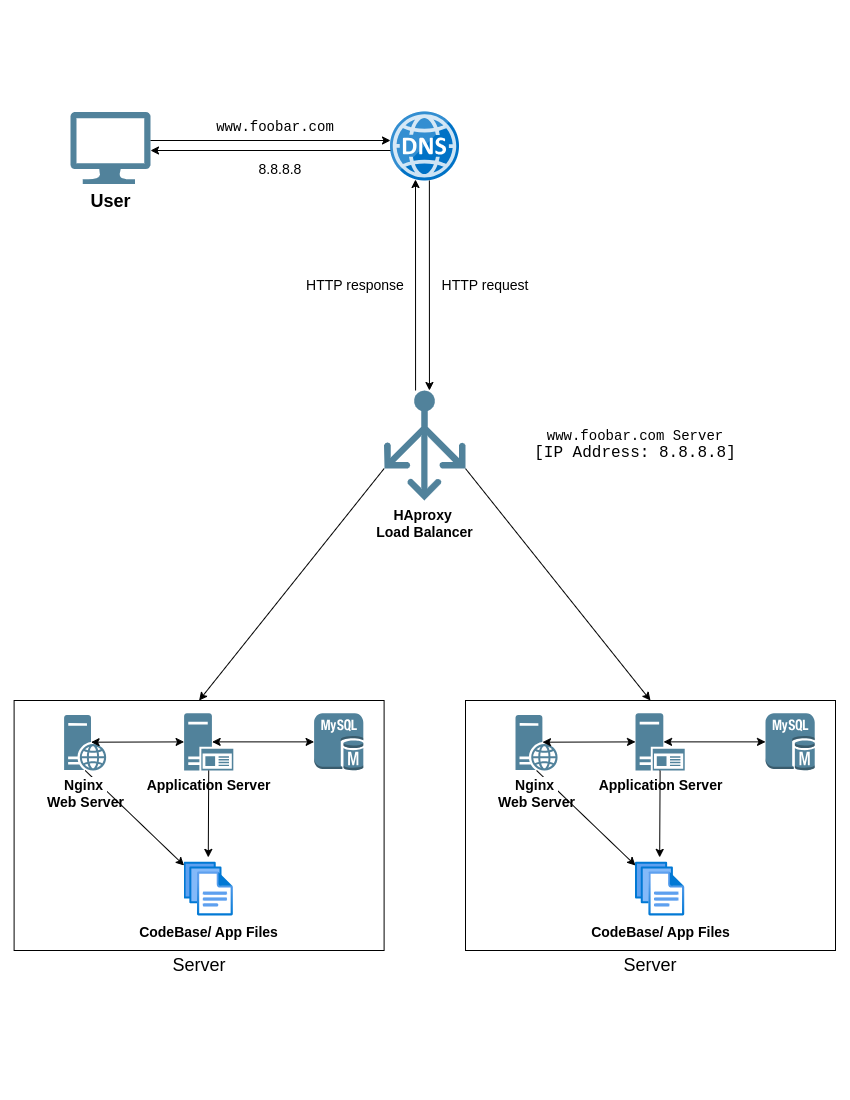 www.foobar.com
DNS
8.8.8.8
User
HTTP response
HTTP request
www.foobar.com Server
[IP Address: 8.8.8.8]
HAproxy
Load Balancer
MySQL
M
Nginx
Web Server
Application Server
CodeBase/ App Files
Server
MySQL
M
Nginx
Web Server
Application Server
CodeBase/ App Files
Server